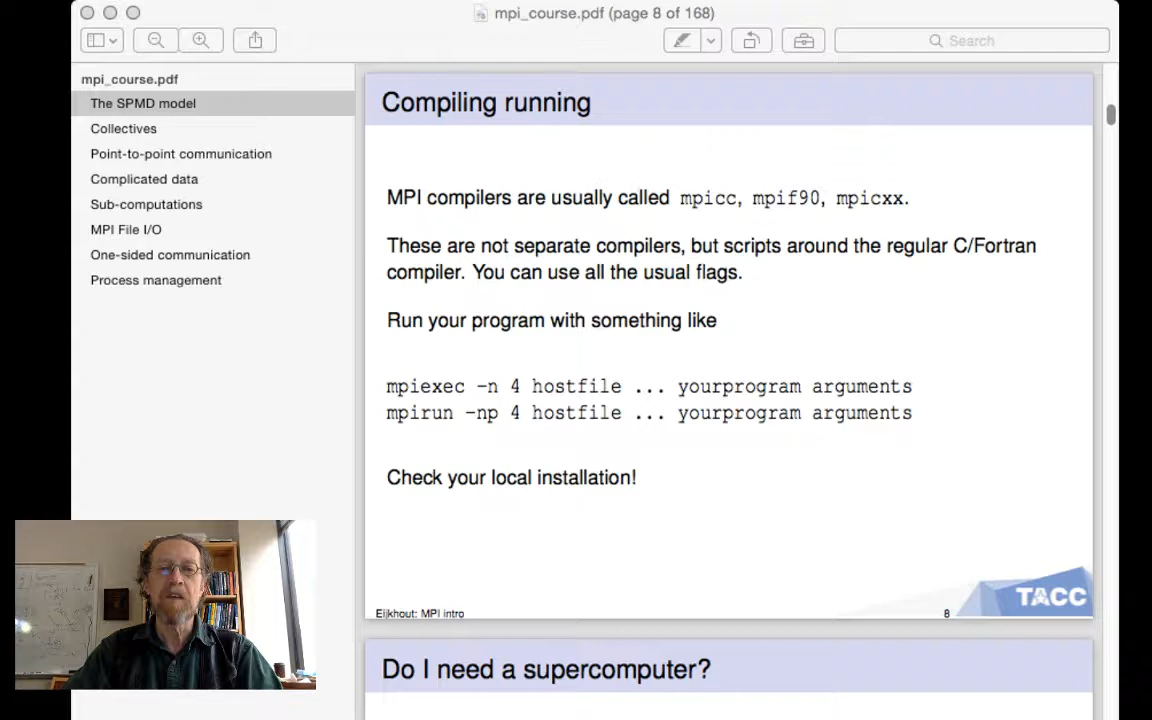 mpi_course.pdf (page 8 of 168)
Search
mpi_course.pdf
The SPMD model
Collectives
Point-to-point communication
Complicated data
Sub-computations
MPI File I/O
One-sided communication
Process management
Compiling running
MPI compilers are usually called mpicc, mpif90, mpicxx.
These are not separate compilers, but scripts around the regular C/Fortran
compiler. You can use all the usual flags.
Run your program with something like
mpiexec -n 4 hostfile ... yourprogram arguments
mpirun -np 4 hostfile ... yourprogram arguments
Check your local installation!
TACC
Eijkhout: MPI intro
8
Do I need a supercomputer?